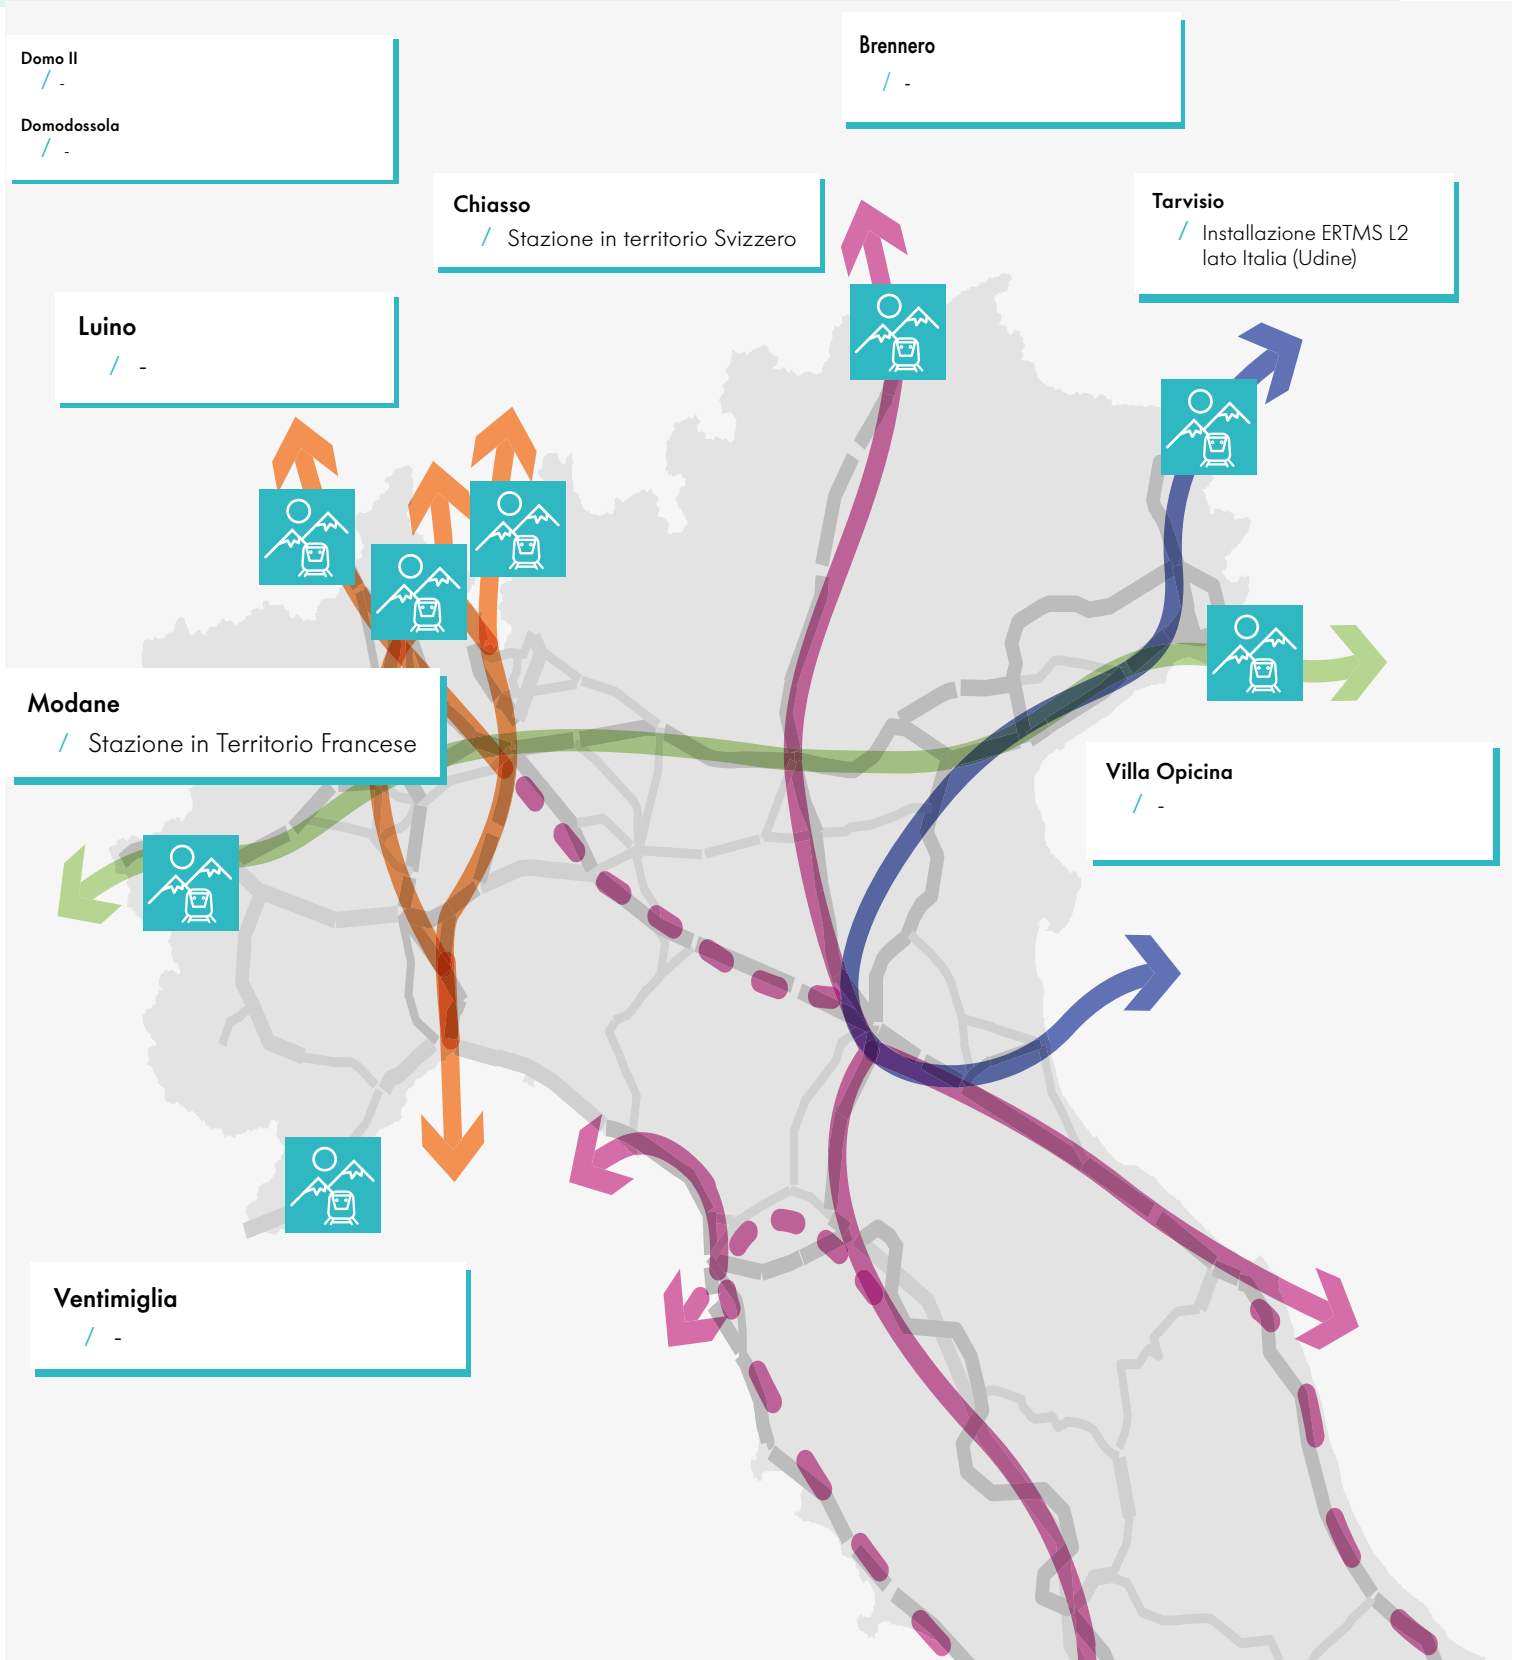 Domo II
/ -
Domodossola
/ -
Brennero
/ -
Chiasso
/ Stazione in territorio Svizzero
Tarvisio
/ Installazione ERTMS L2
lato Italia (Udine)
Luino
/ -
Modane
/ Stazione in Territorio Francese
Villa Opicina
/ -
Ventimiglia
/ -